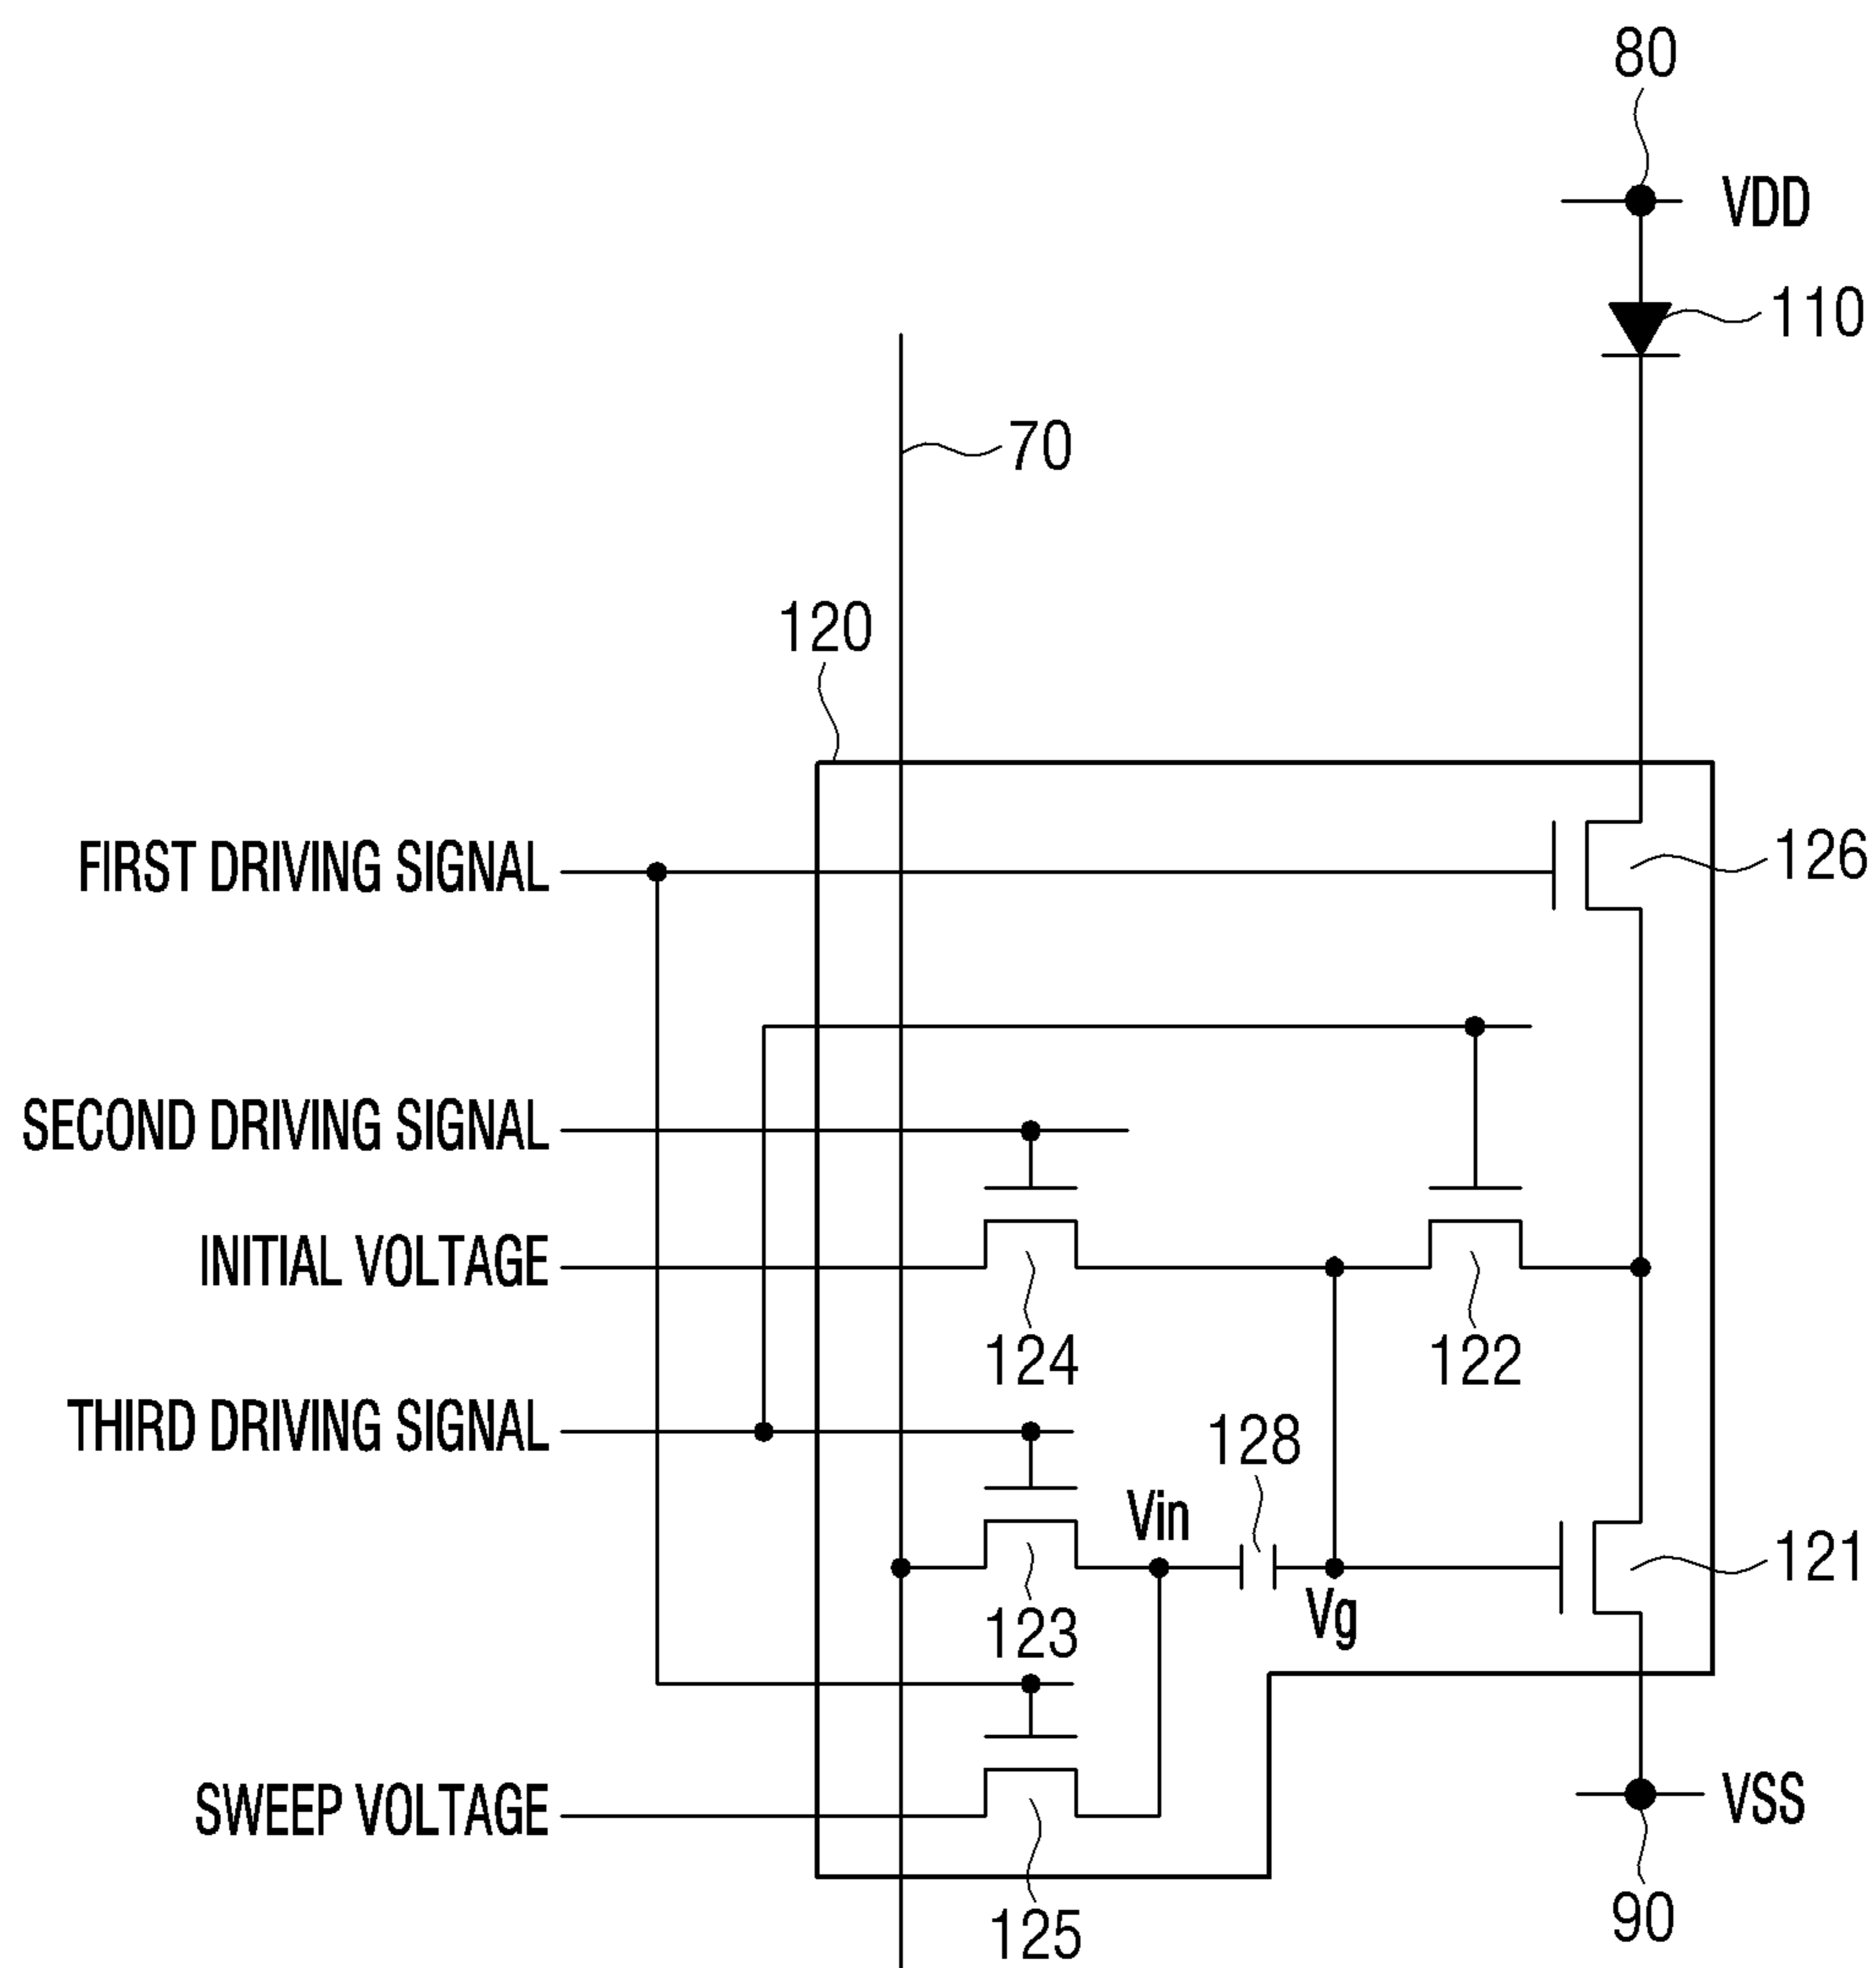 80
VDD
110
70
120
FIRST DRIVING SIGNAL
126
SECOND DRIVING SIGNAL
INITIAL VOLTAGE
124
122
THIRD DRIVING SIGNAL
128
Vin
121
123
Vg
SWEEP VOLTAGE
VSS
125
90